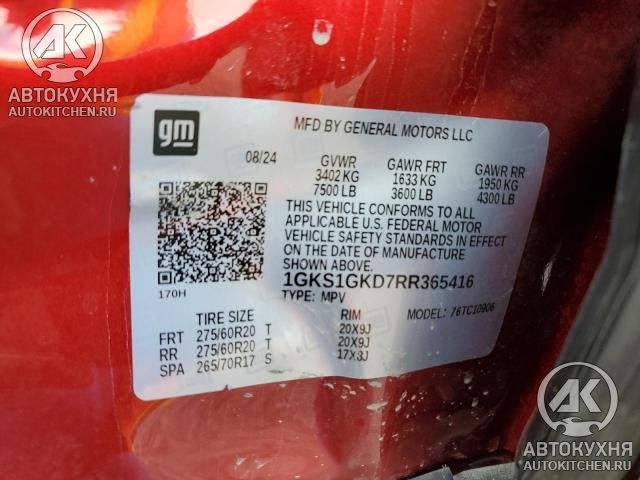 АК
АВТОКУХНЯ
AUTOKITCHEN.RU
gm
MFD BY GENERAL MOTORS LLC
08/24 GVWR GAWR FRT GAWR RR
3402 KG 1633 KG 1950 KG
7500 LB 3600 LB 4300 LB
THIS VEHICLE CONFORMS TO ALL
APPLICABLE U.S. FEDERAL MOTOR
VEHICLE SAFETY STANDARDS IN EFFECT
ON THE DATE OF MANUFACTURE
SHOWN ABOVE.
170H
1GKS1GKD7RR365416
TYPE: MPV MODEL: 76TC10906
TIRE SIZE RIM
FRT 275/60R20 T 20X9J
RR 275/60R20 T 20X9J
SPA 265/70R17 S 17X8J
АК
АВТОКУХНЯ
AUTOKITCHEN.RU